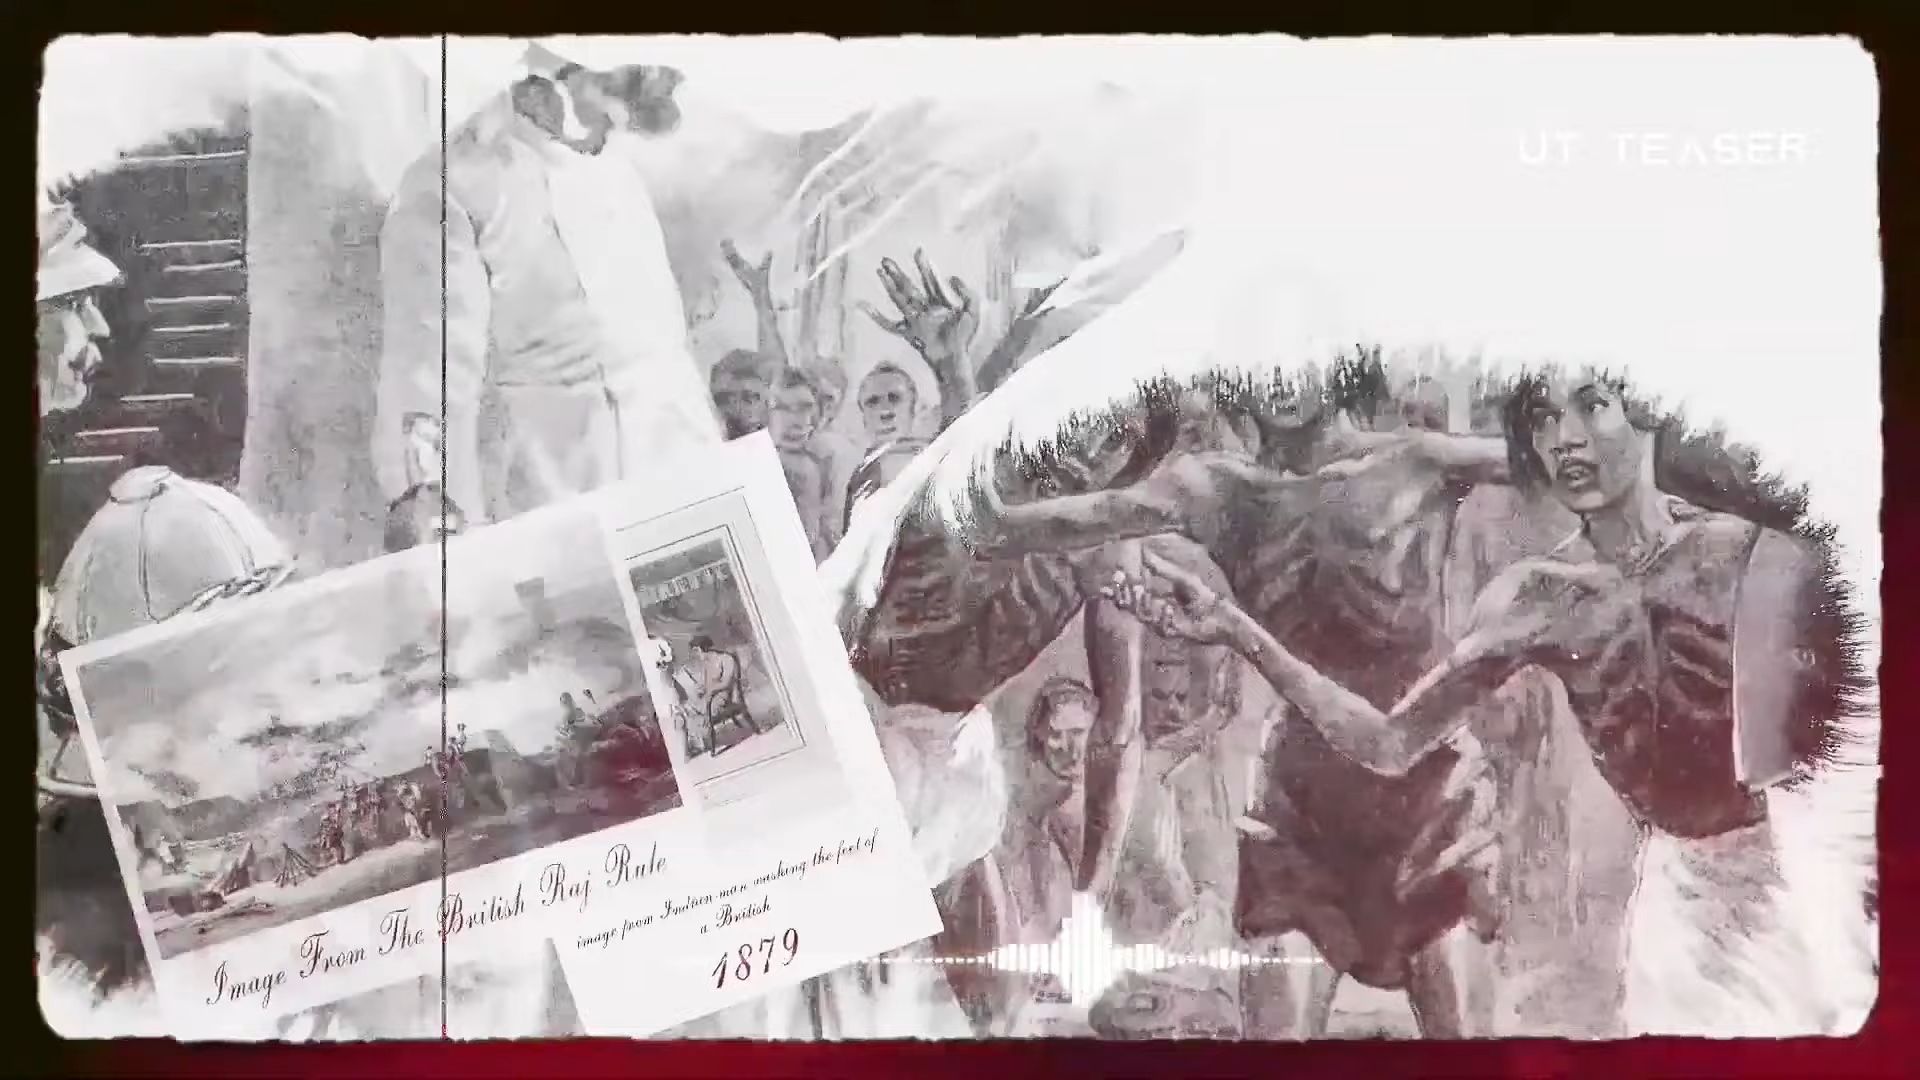 UT TEASER
Image From The British Raj Rule
image from Indian man washing the feet of
a British
1879